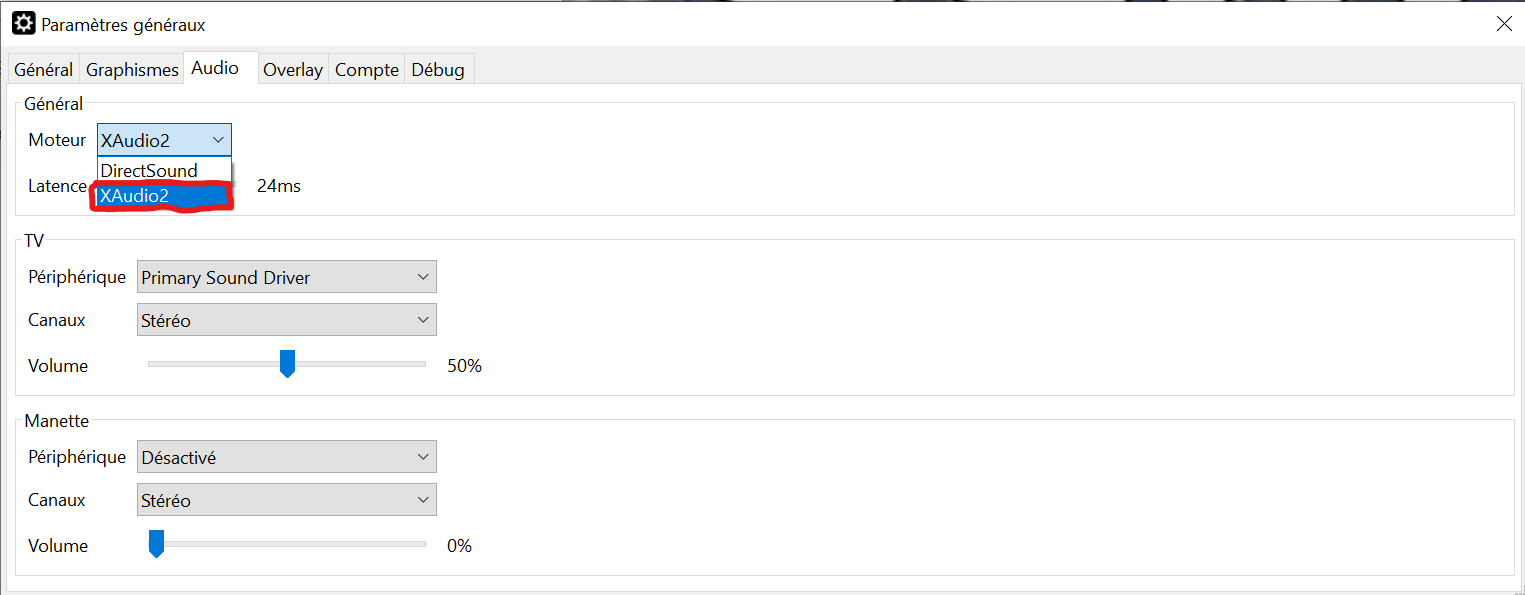 Paramètres généraux
Général Graphismes Audio Overlay Compte Débug
Général
Moteur XAudio2
DirectSound
Latence 24ms
XAudio2
TV
Périphérique Primary Sound Driver
Canaux Stéréo
Volume 50%
Manette
Périphérique Désactivé
Canaux Stéréo
Volume 0%